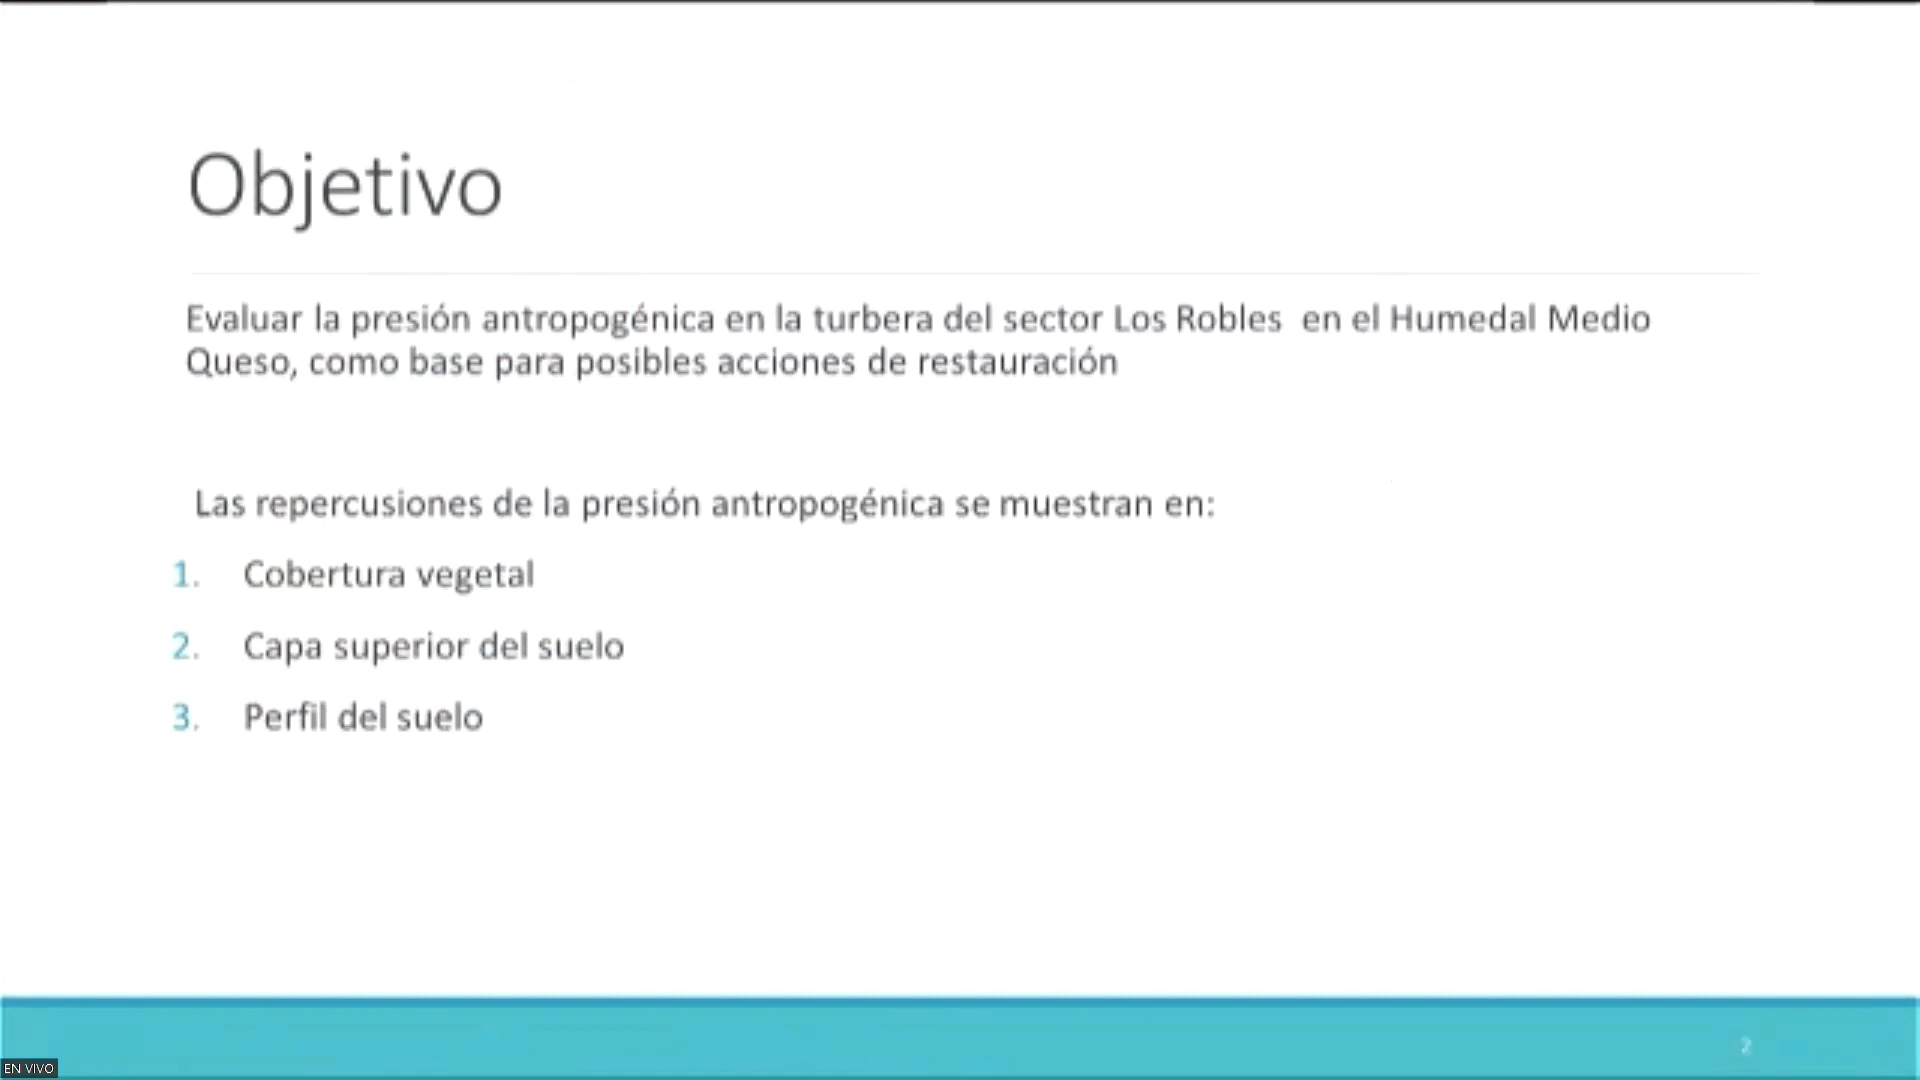 Objetivo
Evaluar la presión antropogénica en la turbera del sector Los Robles en el Humedal Medio
Queso, como base para posibles acciones de restauración
Las repercusiones de la presión antropogénica se muestran en:
1. Cobertura vegetal
2. Capa superior del suelo
3. Perfil del suelo
2
EN VIVO